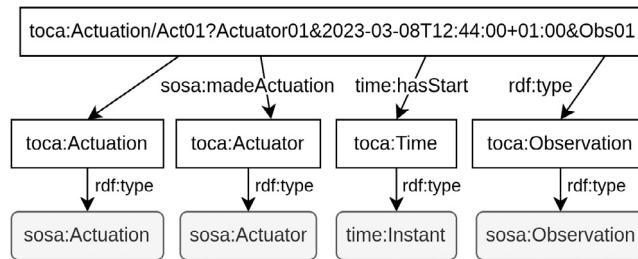 toca:Actuation/Act01?Actuator01&2023-03-08T12:44:00+01:00&Obs01
sosa:madeActuation time:hasStart rdf:type
toca:Actuation toca:Actuator toca:Time toca:Observation
rdf:type rdf:type rdf:type rdf:type
sosa:Actuation sosa:Actuator time:Instant sosa:Observation